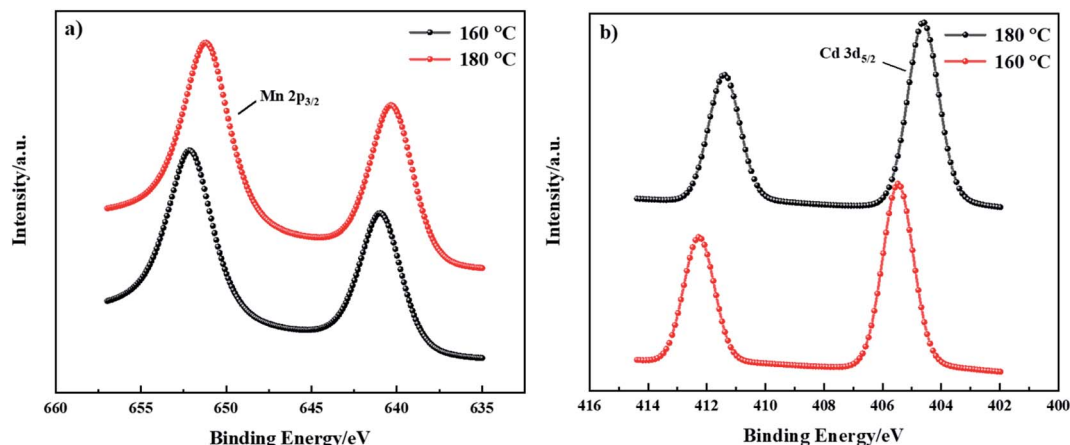 a)
160 °C
180 °C
Mn 2p3/2
Intensity/a.u.
660 655 650 645 640 635
Binding Energy/eV
b)
180 °C
160 °C
Cd 3d5/2
Intensity/a.u.
416 414 412 410 408 406 404 402 400
Binding Energy/eV